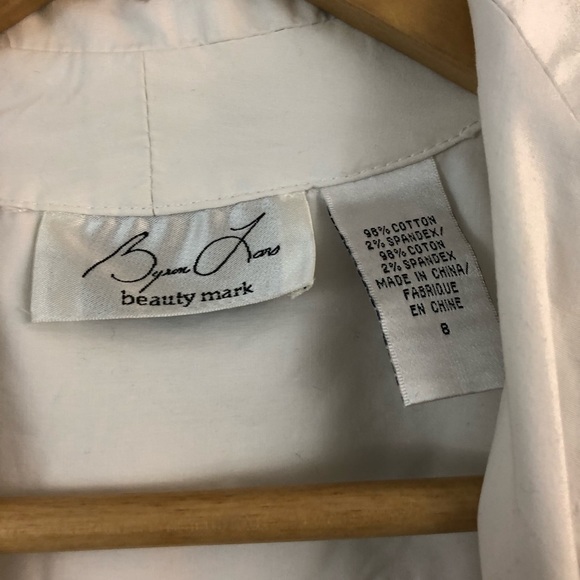 Byron Lars
beauty mark
98% COTTON
2% SPANDEX/
98% COTON
2% SPANDEX
MADE IN CHINA/
FABRIQUE
EN CHINE
8